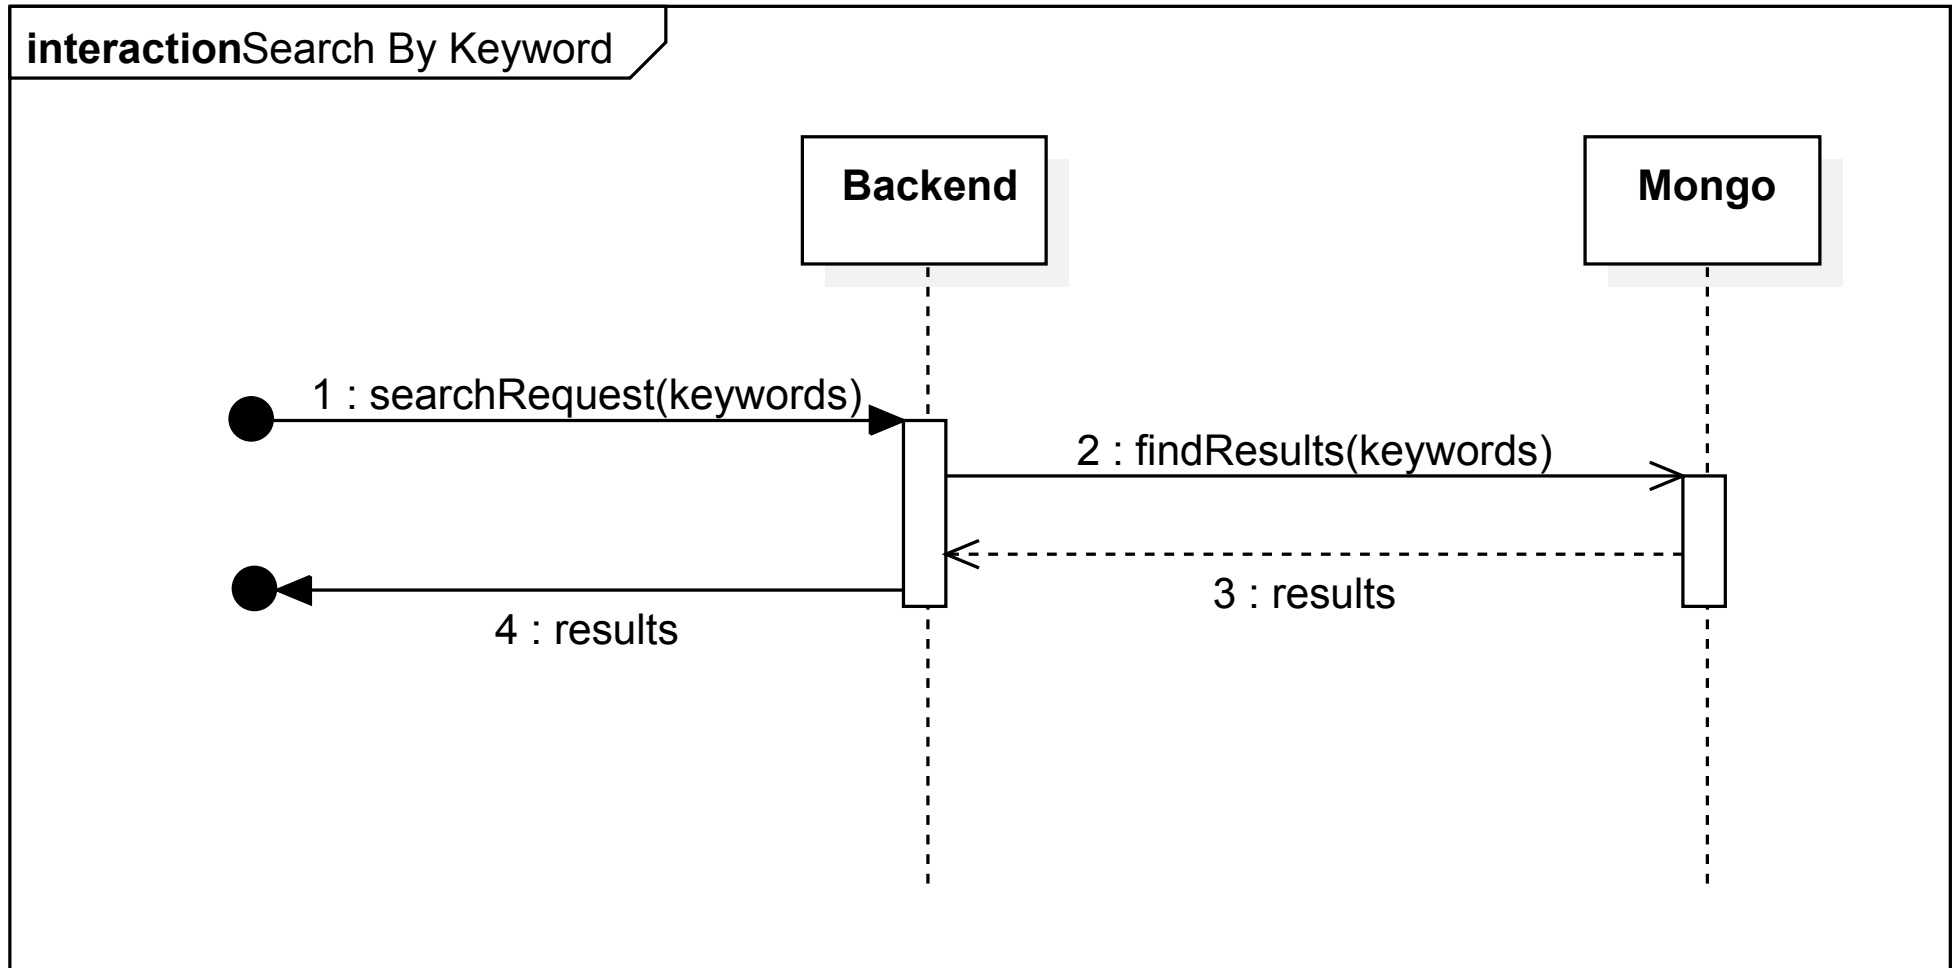 interactionSearch By Keyword
Backend
Mongo
1 : searchRequest(keywords)
2 : findResults(keywords)
3 : results
4 : results